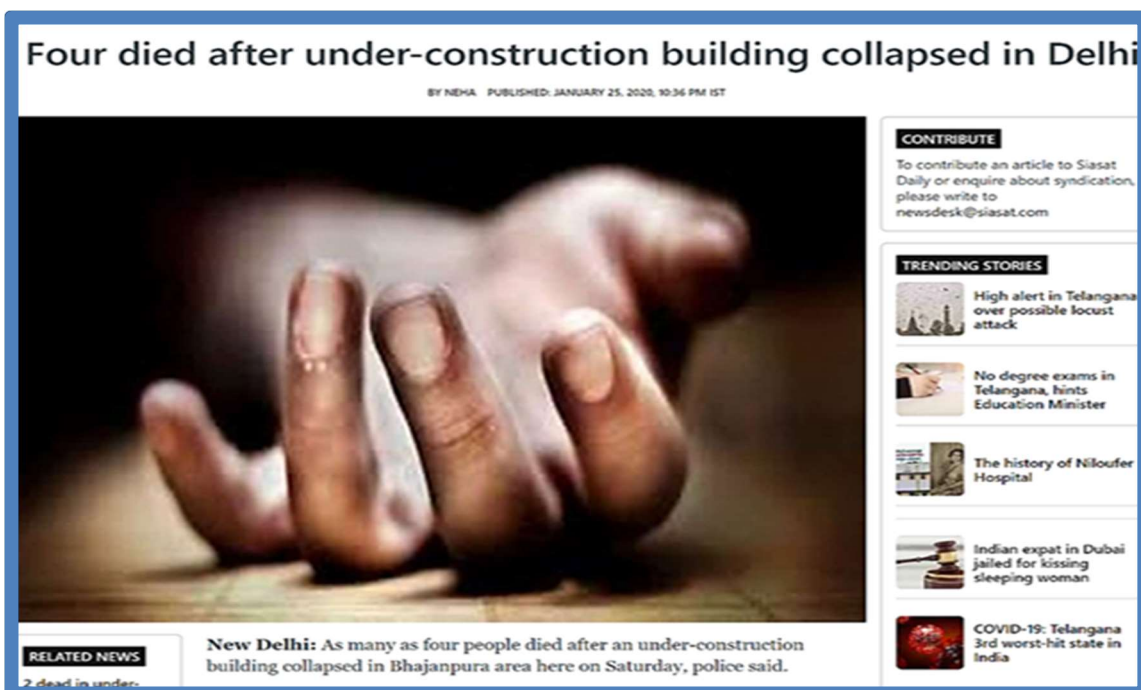 Four died after under-construction building collapsed in Delhi
BY NEHA PUBLISHED: JANUARY 25, 2020, 10:36 PM IST
CONTRIBUTE
To contribute an article to Siasat
Daily or enquire about syndication,
please write to
newsdesk@siasat.com
TRENDING STORIES
High alert in Telangana
over possible locust
attack
No degree exams in
Telangana, hints
Education Minister
The history of Niloufer
Hospital
Indian expat in Dubai
jailed for kissing
sleeping woman
COVID-19: Telangana
3rd worst-hit state in
India
New Delhi: As many as four people died after an under-construction
building collapsed in Bhajanpura area here on Saturday, police said.
RELATED NEWS
2 dead in under-